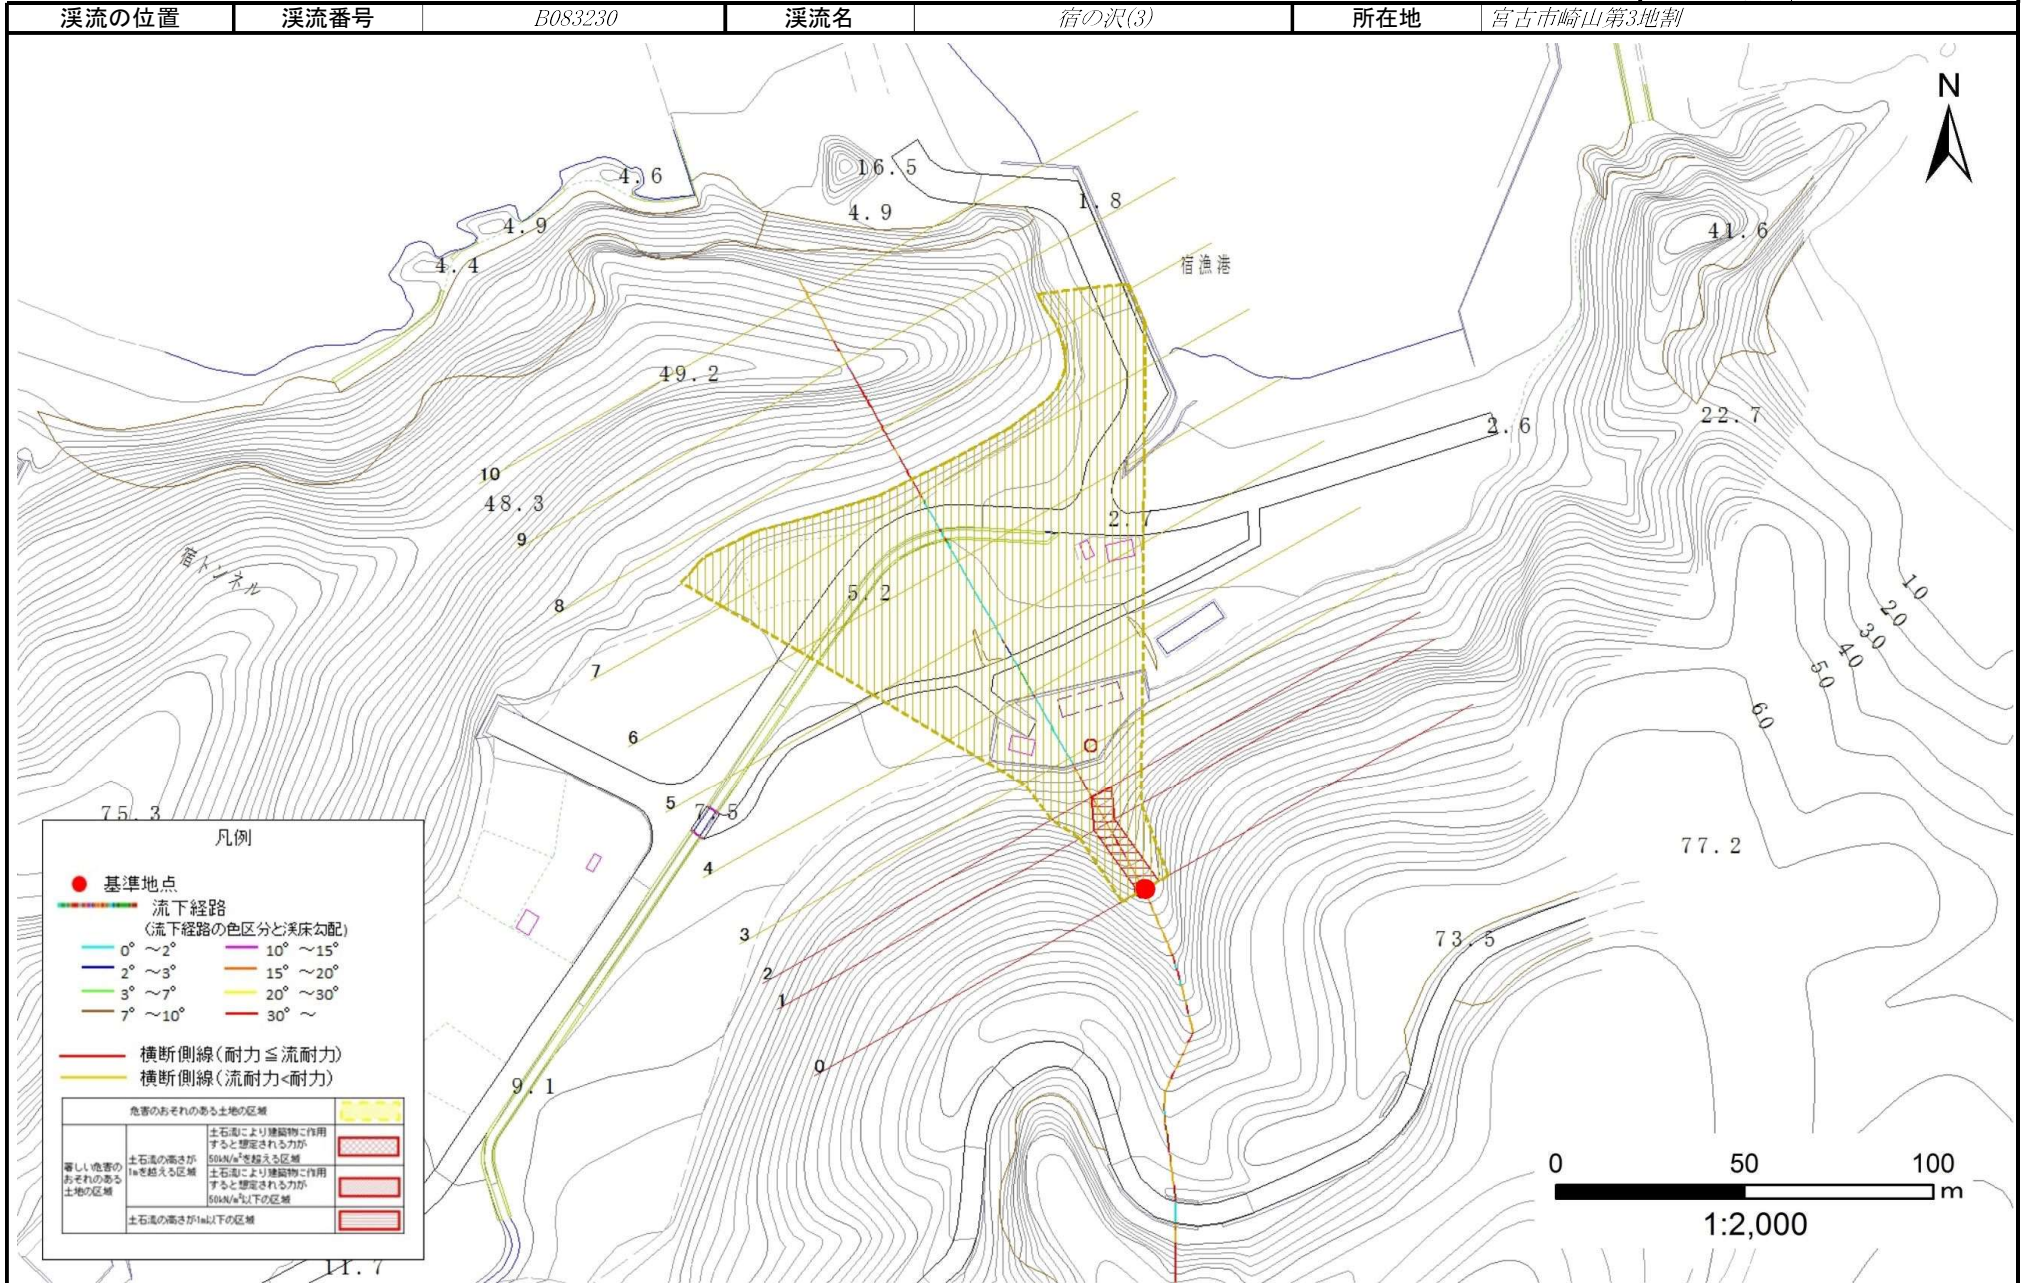 渓流の位置 渓流番号 B083230 渓流名 宿の沢(3) 所在地 宮古市崎山第3地割
N
16.5
4.6
1.8
4.9
4.9
41.6
4.4
宿漁港
49.2
22.7
2.6
10
48.3
2.7
9
宿トンネル
10
20
30
40
50
60
5.2
8
7
6
5
7.5
75.3
77.2
4
3
73.5
2
1
0
9.1
11.7
凡例
基準地点
流下経路
(流下経路の色区分と渓床勾配)
0° ~2° 10° ~15°
2° ~3° 15° ~20°
3° ~7° 20° ~30°
7° ~10° 30° ~
横断側線(耐力≦流耐力)
横断側線(流耐力<耐力)
危害のおそれのある土地の区域
著しい危害の
おそれのある
土地の区域
土石流の高さが
1mを越える区域
土石流により建築物に作用
すると想定される力が
50kN/m²を越える区域
土石流により建築物に作用
すると想定される力が
50kN/m²以下の区域
土石流の高さが1m以下の区域
0 50 100
m
1:2,000